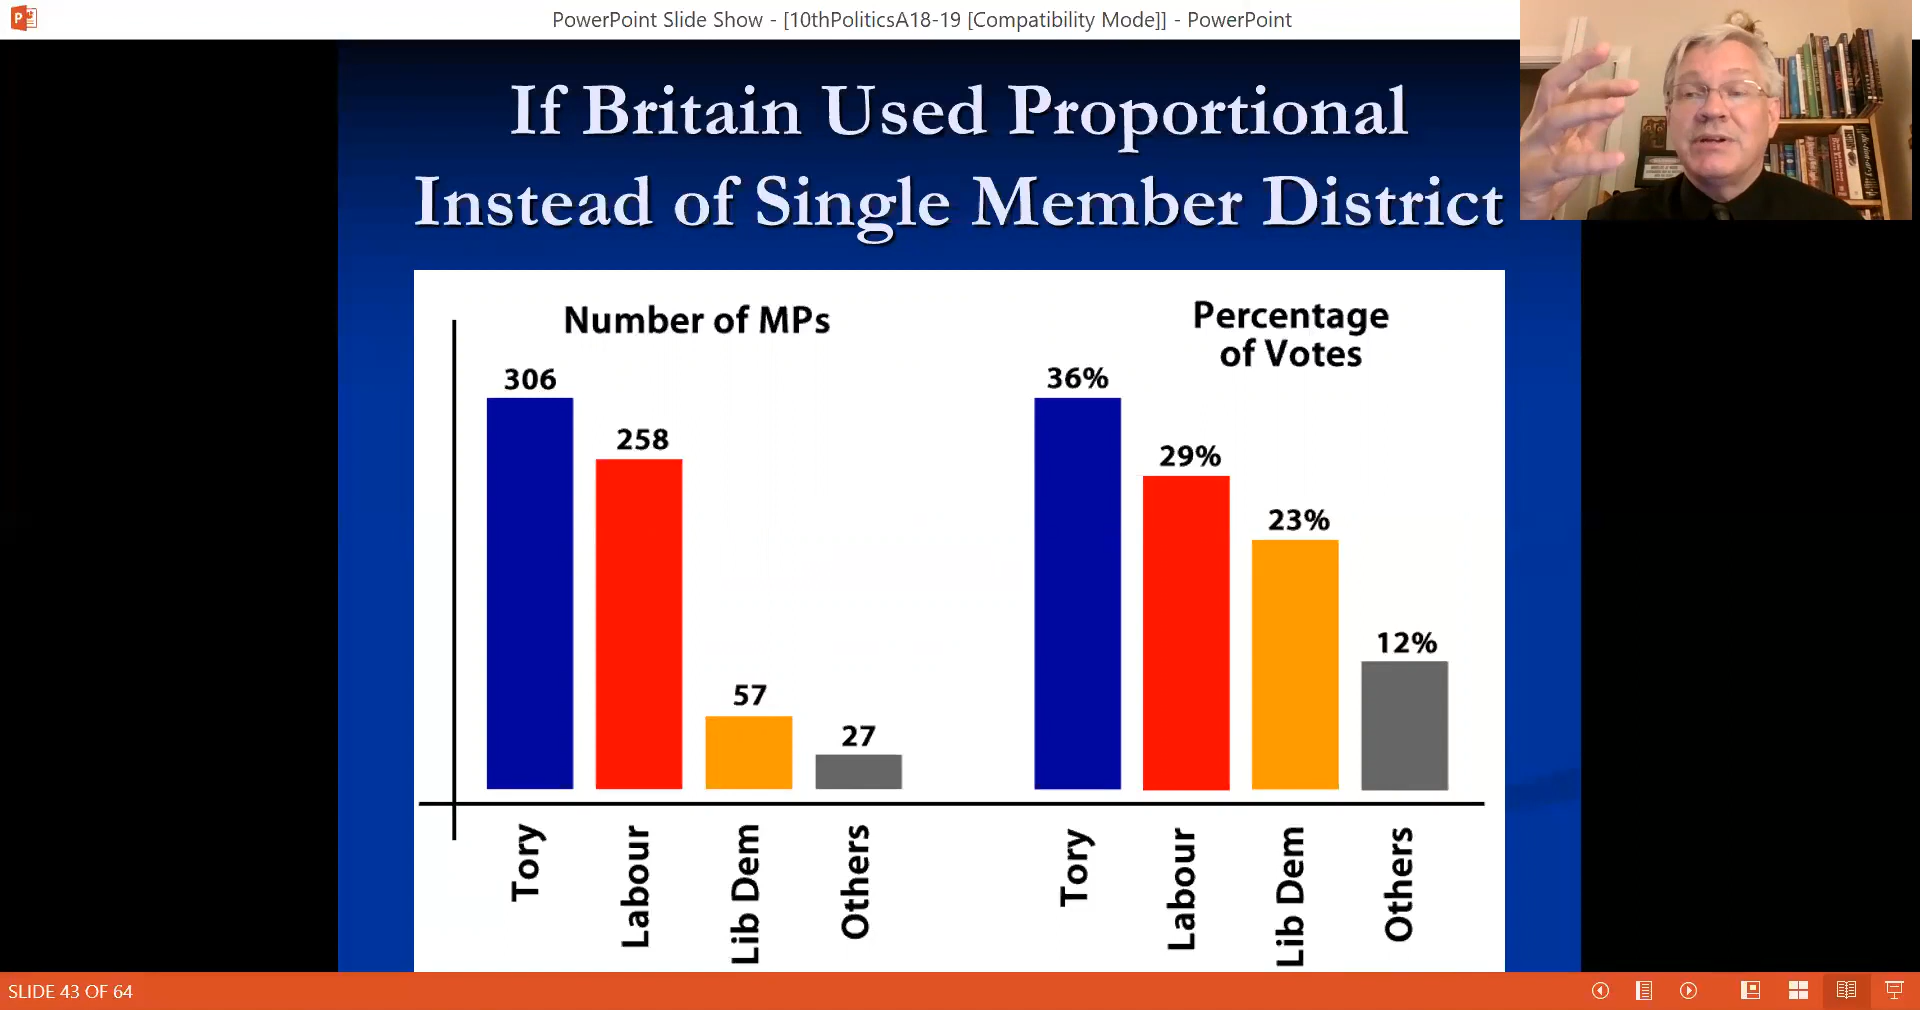 PowerPoint Slide Show - [10thPoliticsA18-19 [Compatibility Mode]] - PowerPoint
If Britain Used Proportional
Instead of Single Member District
Number of MPs
306
258
57
27
Tory
Labour
Lib Dem
Others
Percentage
of Votes
36%
29%
23%
12%
Tory
Labour
Lib Dem
Others
SLIDE 43 OF 64